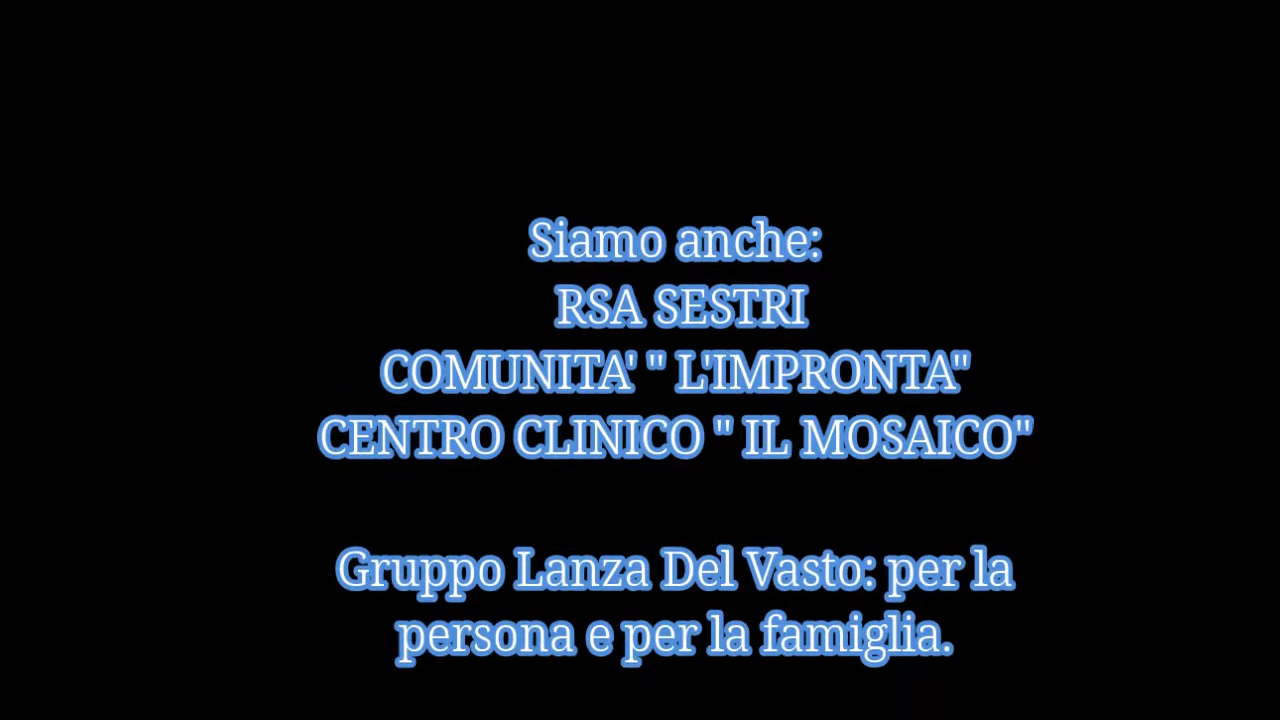 Siamo anche:
RSA SESTRI
COMUNITA' " L'IMPRONTA"
CENTRO CLINICO " IL MOSAICO"
Gruppo Lanza Del Vasto: per la
persona e per la famiglia.